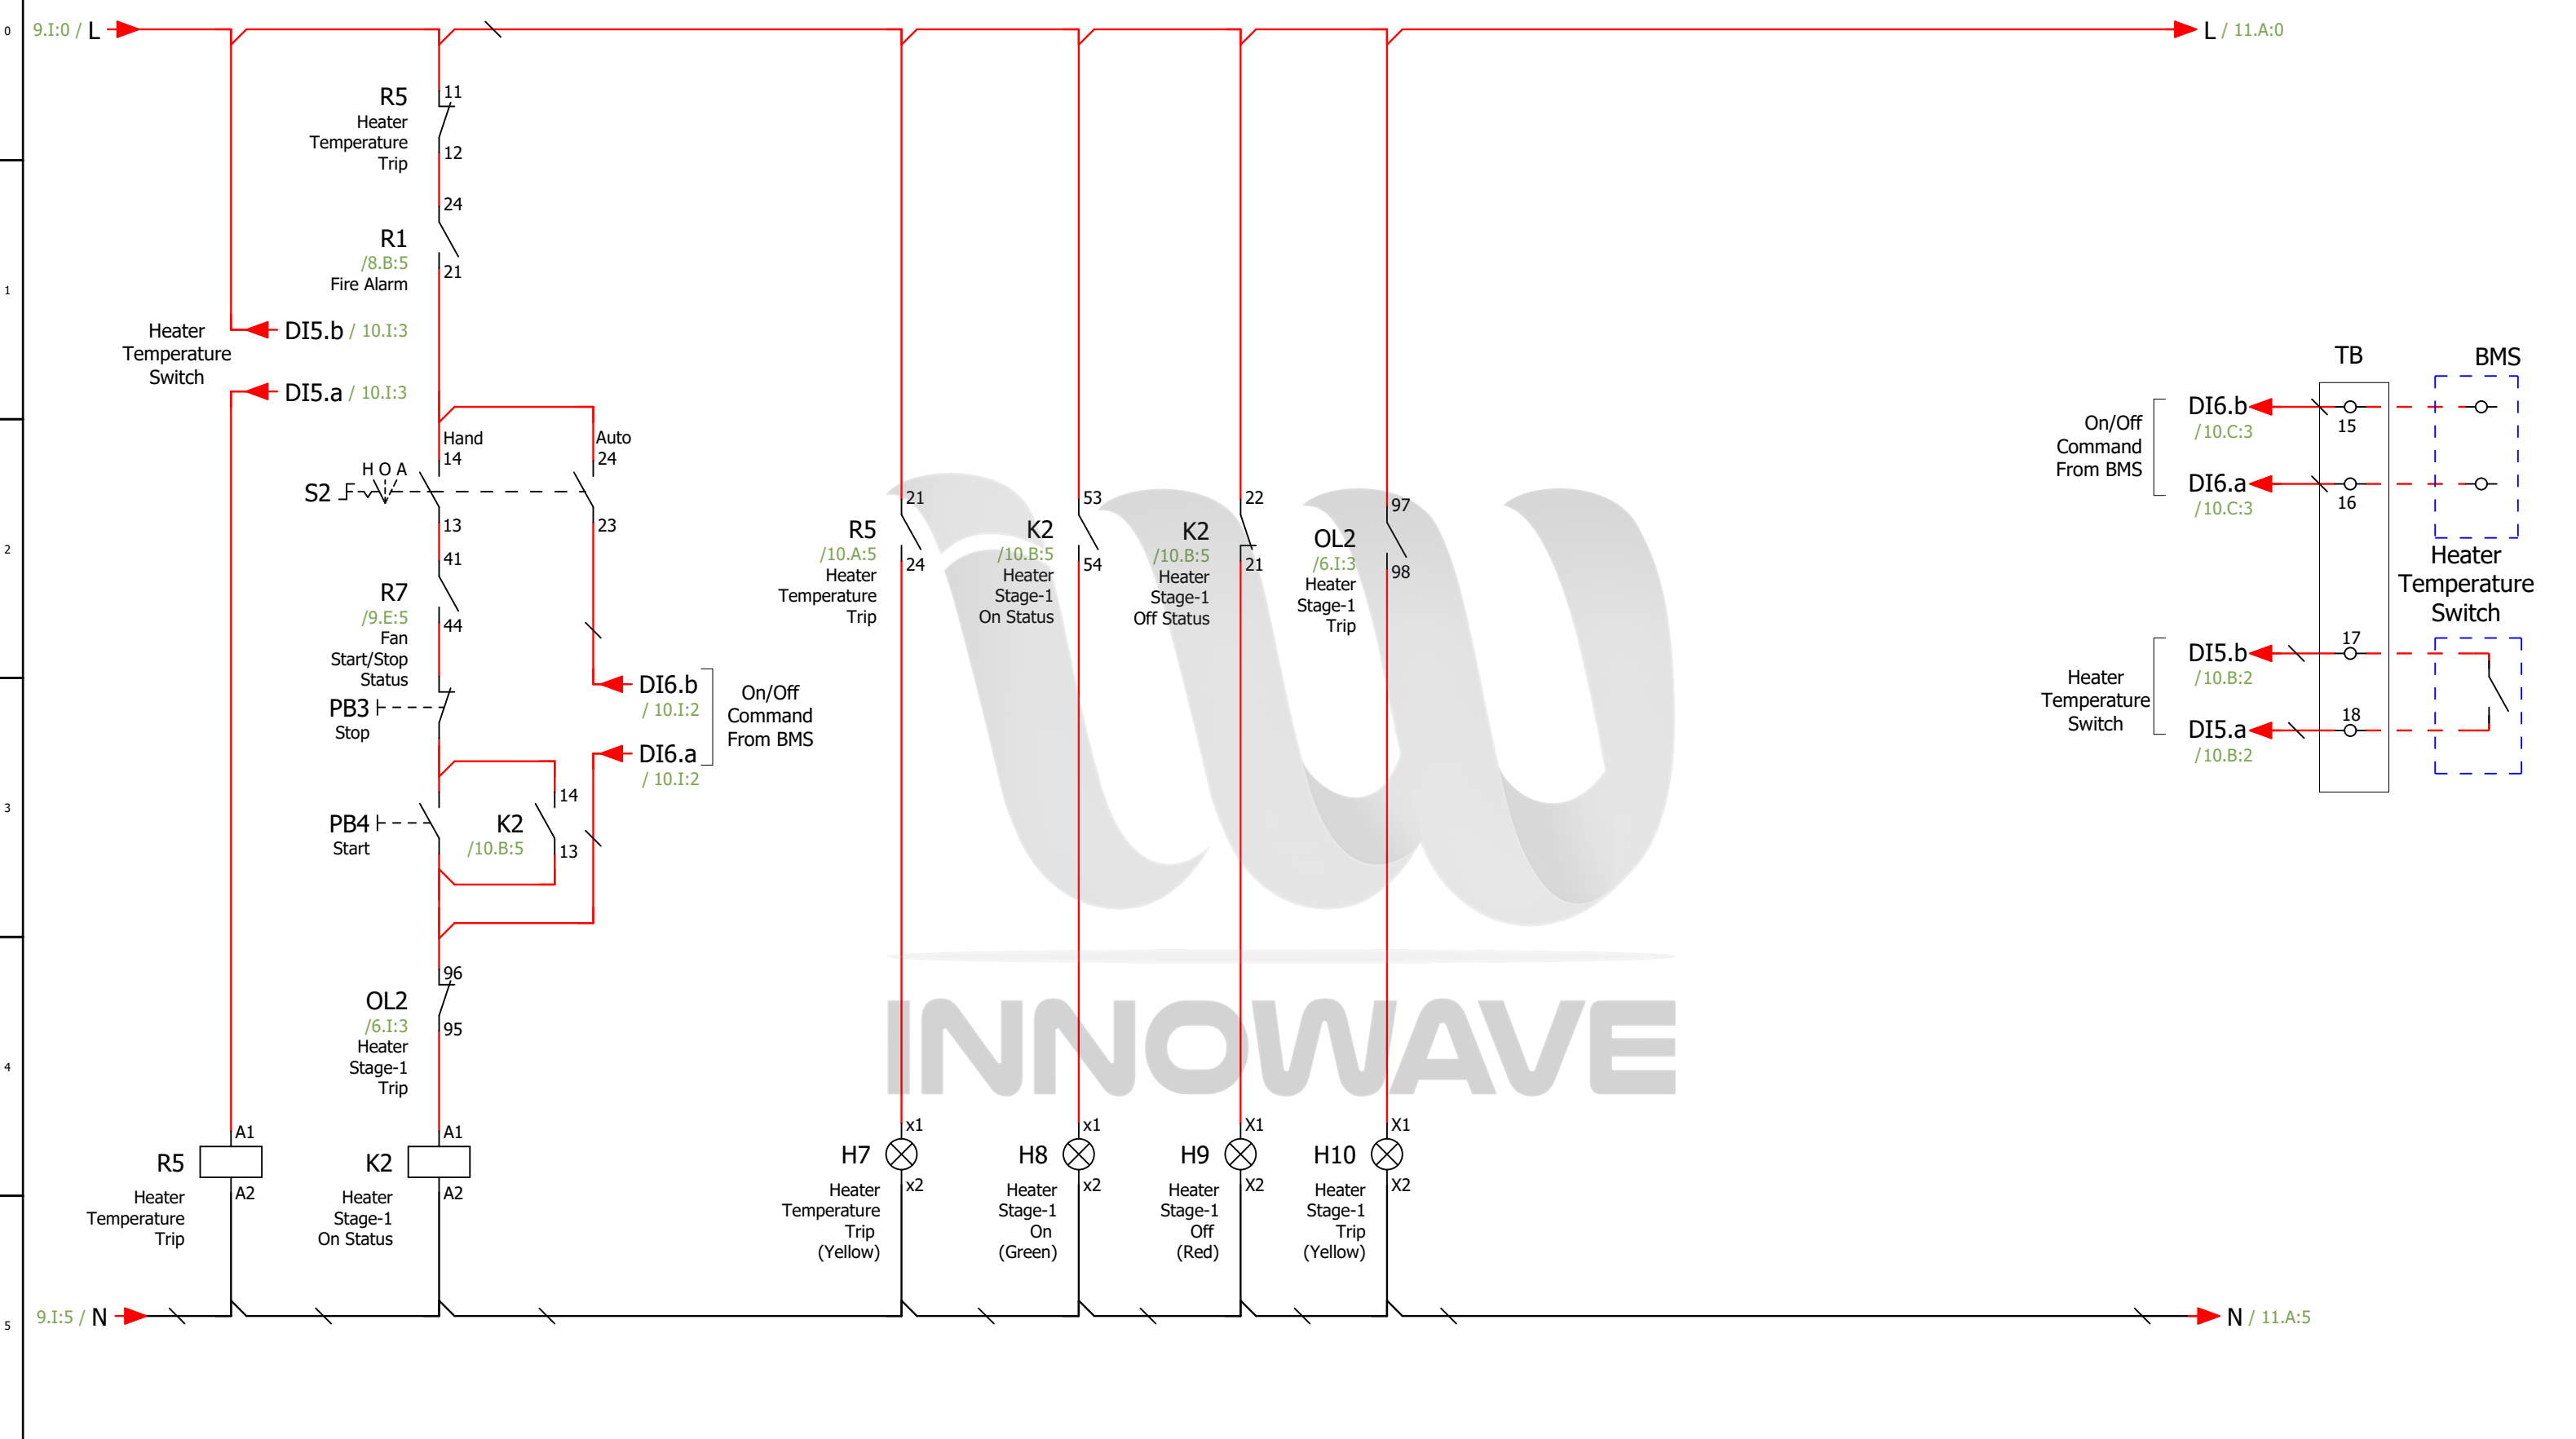 0
9.I:0 / L
L / 11.A:0
R5
Heater
Temperature
Trip
11
12
24
R1
/8.B:5
Fire Alarm
21
1
Heater
Temperature
Switch
DI5.b / 10.I:3
DI5.a / 10.I:3
Hand
14
Auto
24
H O A
S2
13
23
41
R7
/9.E:5
Fan
Start/Stop
Status
44
PB3
Stop
DI6.b
/ 10.I:2
DI6.a
/ 10.I:2
On/Off
Command
From BMS
PB4
Start
K2
/10.B:5
14
13
96
OL2
/6.I:3
Heater
Stage-1
Trip
95
2
3
4
5
21
R5
/10.A:5
Heater
Temperature
Trip
24
53
K2
/10.B:5
Heater
Stage-1
On Status
54
22
K2
/10.B:5
Heater
Stage-1
Off Status
21
97
OL2
/6.I:3
Heater
Stage-1
Trip
98
INNOWAVE
A1
R5
A2
Heater
Temperature
Trip
A1
K2
A2
Heater
Stage-1
On Status
x1
H7
x2
Heater
Temperature
Trip
(Yellow)
x1
H8
x2
Heater
Stage-1
On
(Green)
X1
H9
X2
Heater
Stage-1
Off
(Red)
X1
H10
X2
Heater
Stage-1
Trip
(Yellow)
9.I:5 / N
N / 11.A:5
TB
BMS
On/Off
Command
From BMS
DI6.b
/10.C:3
15
DI6.a
/10.C:3
16
Heater
Temperature
Switch
Heater
Temperature
Switch
DI5.b
/10.B:2
17
DI5.a
/10.B:2
18